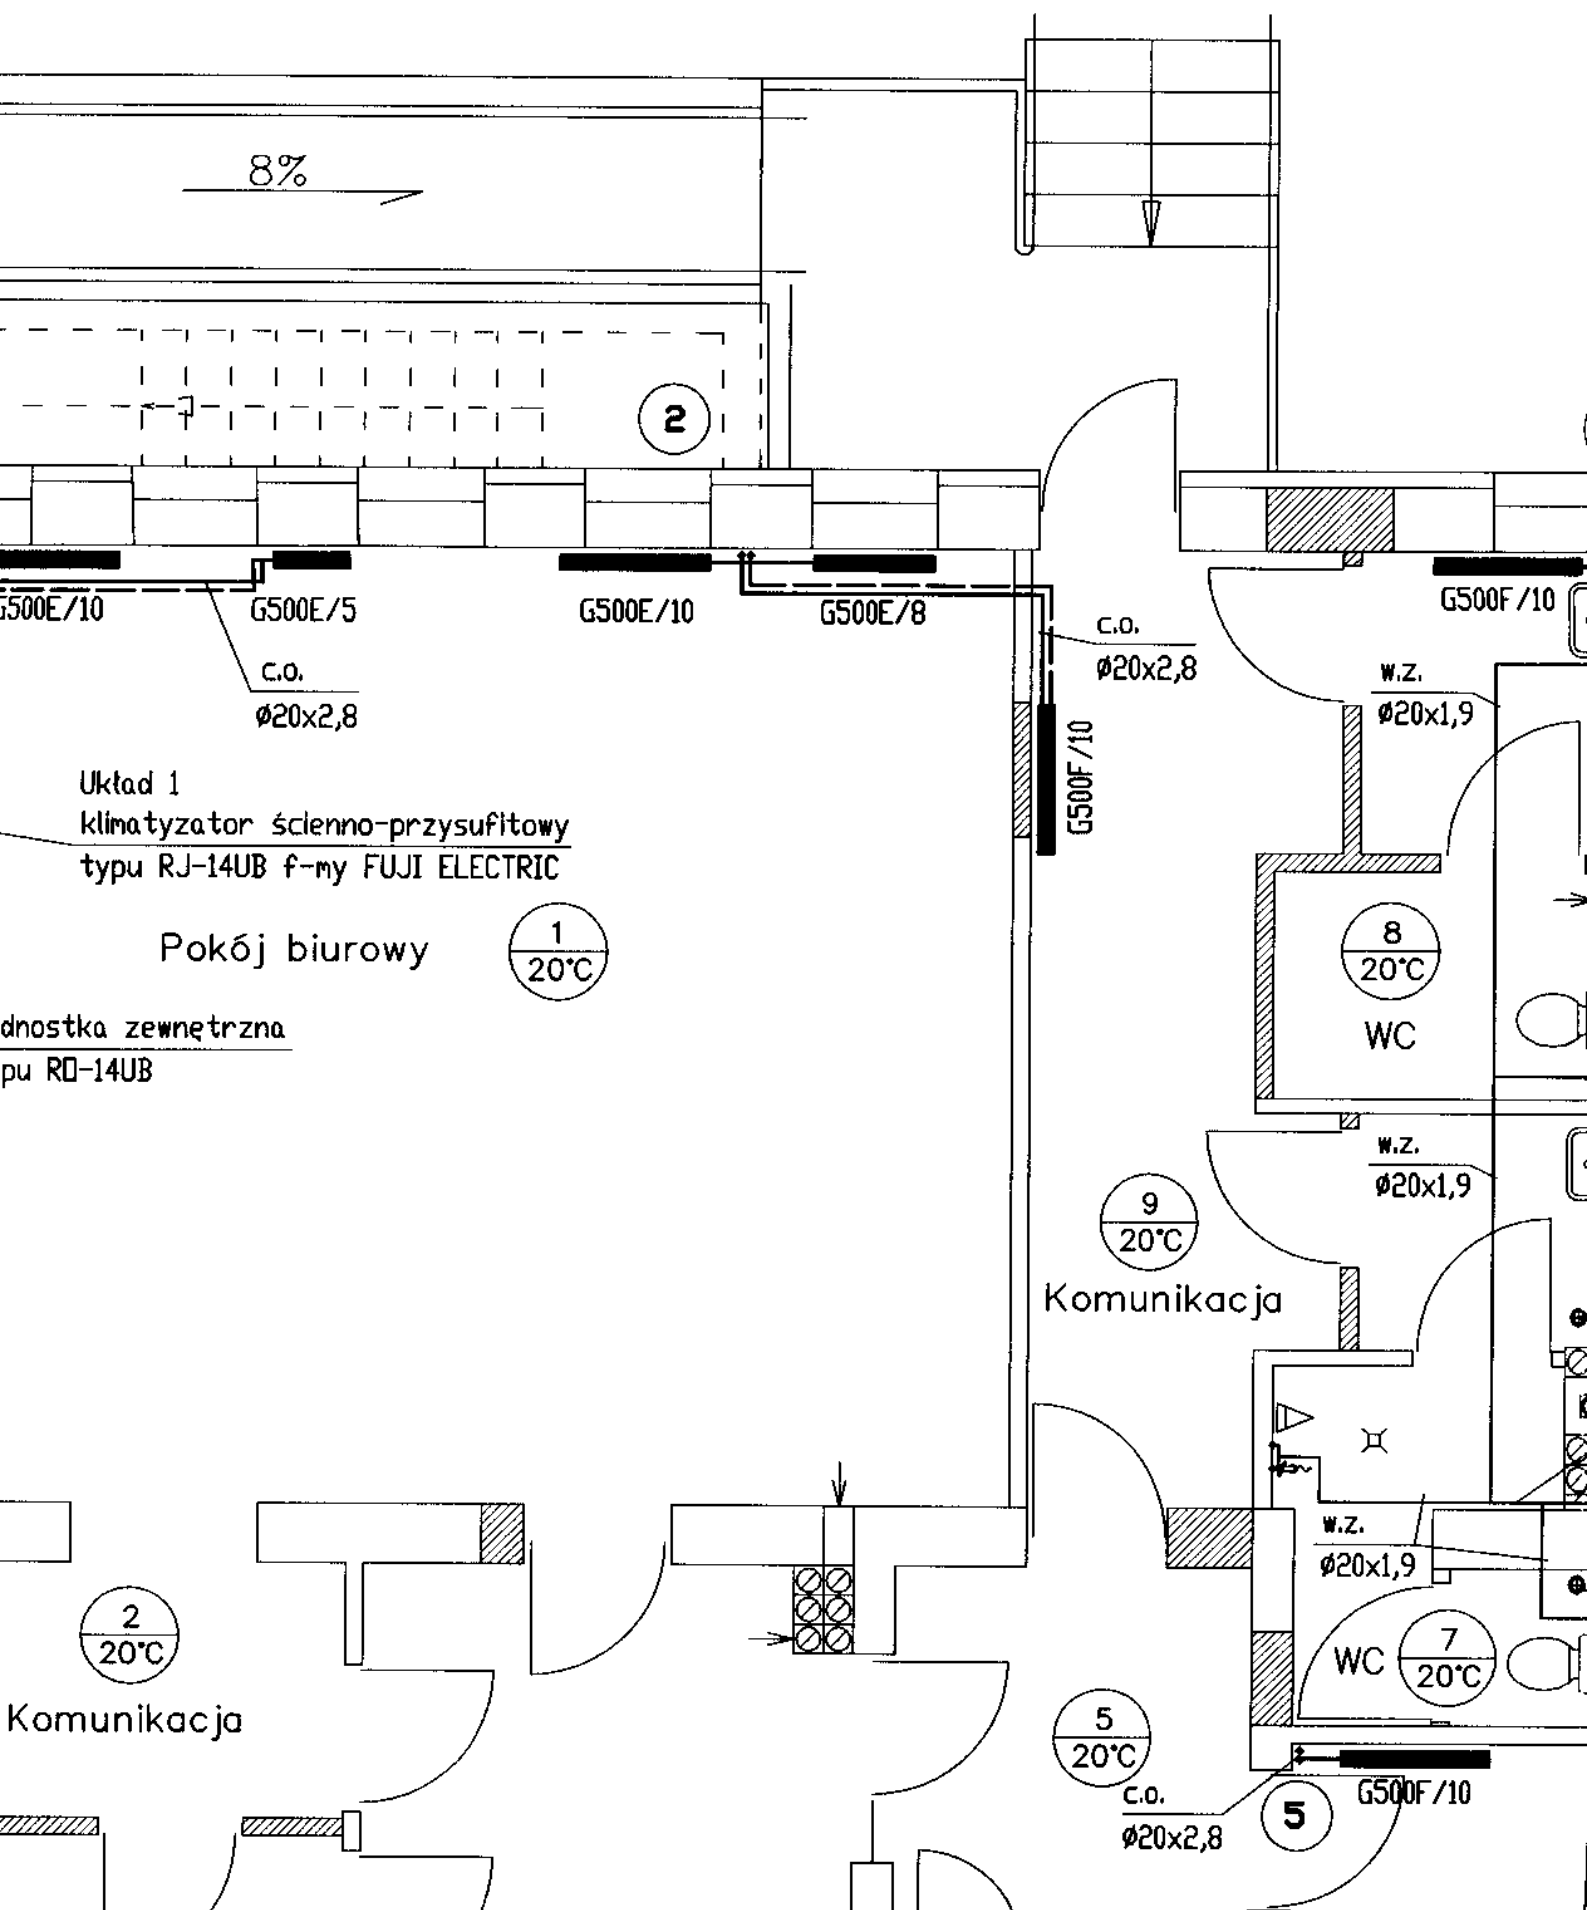 8%
2
G500E/10
G500E/5
G500E/10
G500E/8
G500F/10
c.o.
ø20x2,8
c.o.
ø20x2,8
w.z.
ø20x1,9
G500F/10
Układ 1
klimatyzator ścienno-przysufitowy
typu RJ-14UB f-my FUJI ELECTRIC
Pokój biurowy
1
20°C
8
20°C
WC
dnostka zewnętrzna
pu RO-14UB
w.z.
ø20x1,9
9
20°C
Komunikacja
w.z.
ø20x1,9
2
20°C
Komunikacja
WC
7
20°C
5
20°C
c.o.
ø20x2,8
5
G500F/10